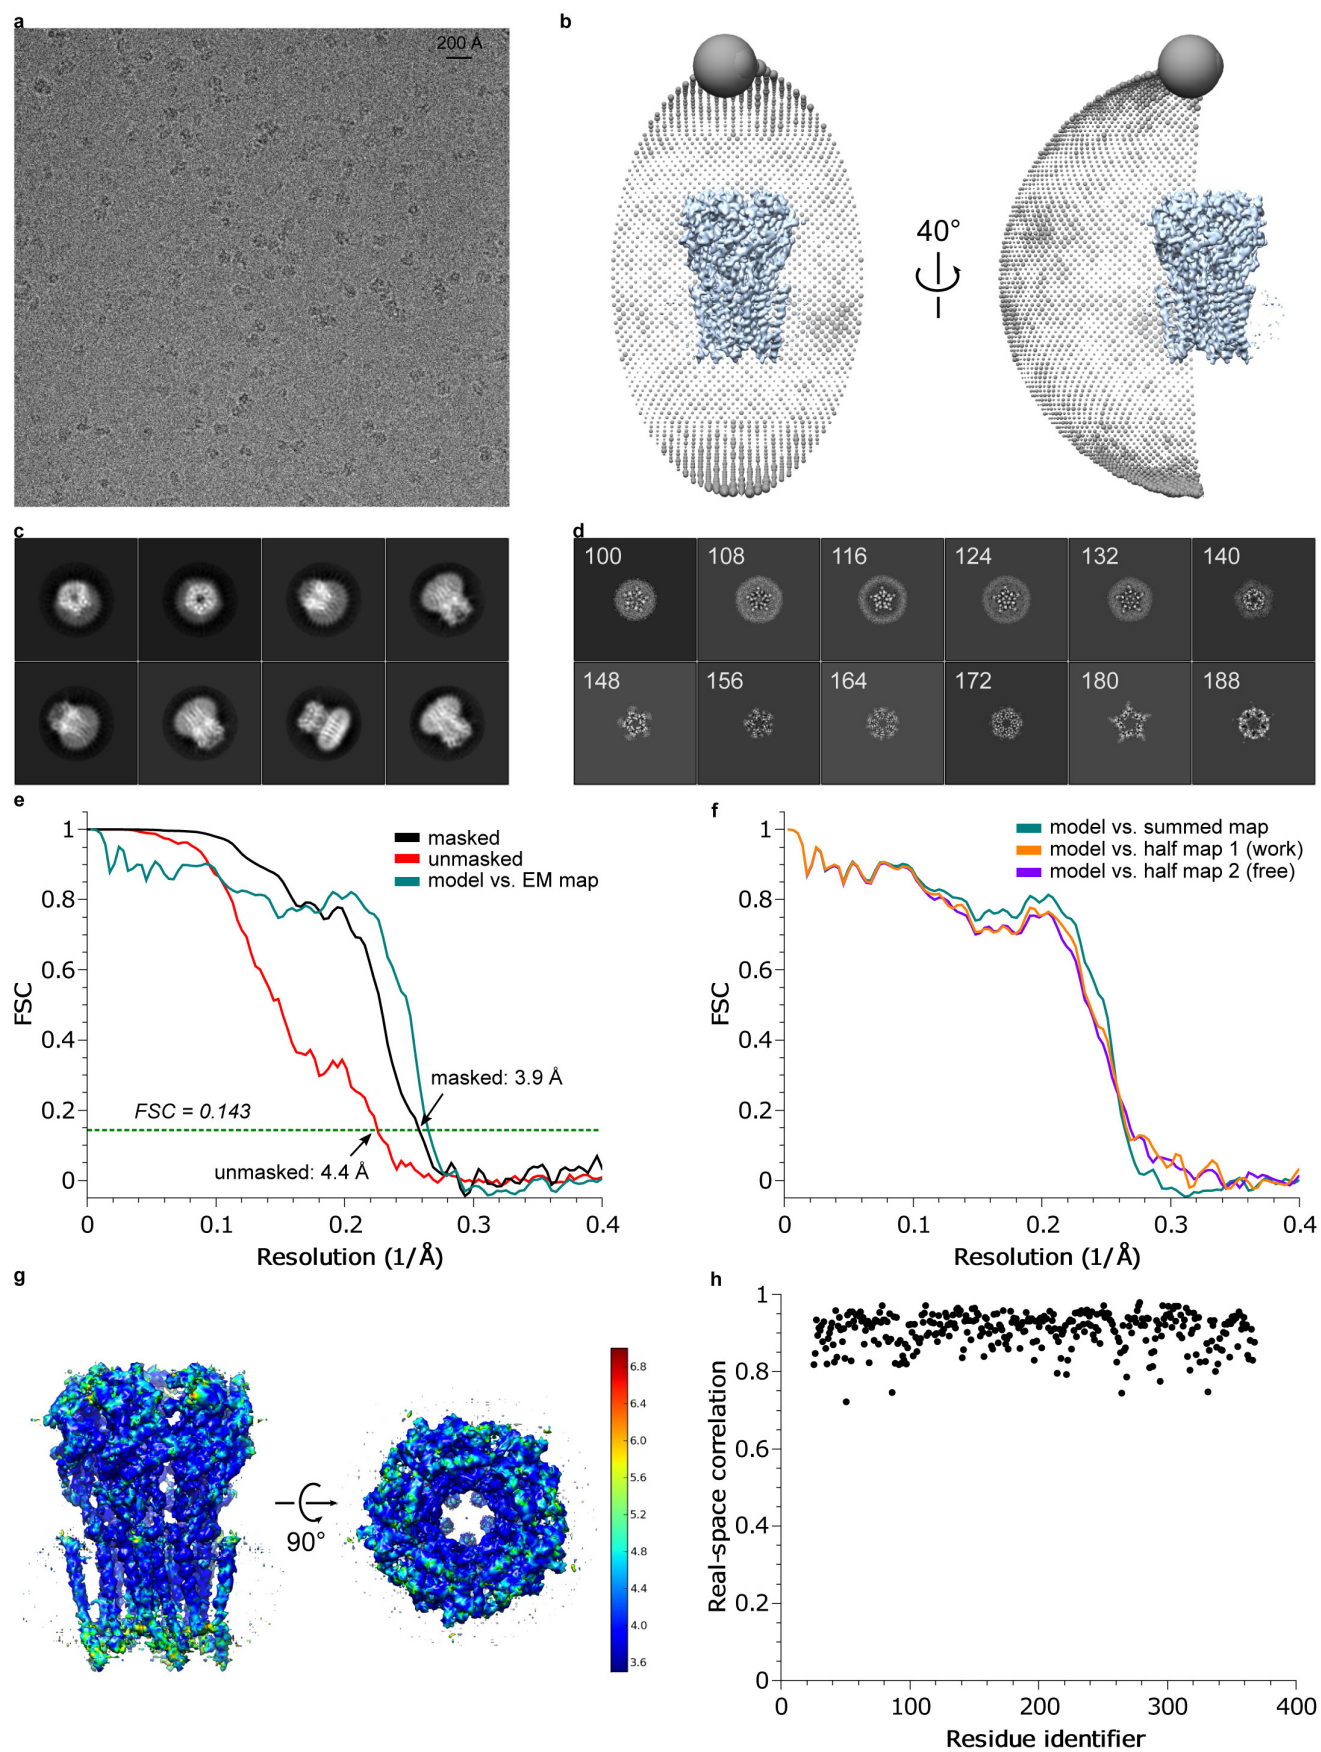 a
200 Å
b
40°
c
d
100
108
116
124
132
140
148
156
164
172
180
188
e
1
0.8
0.6
0.4
0.2
0
FSC
masked
unmasked
model vs. EM map
masked: 3.9 Å
FSC = 0.143
unmasked: 4.4 Å
0
0.1
0.2
0.3
0.4
Resolution (1/Å)
f
1
0.8
0.6
0.4
0.2
0
FSC
model vs. summed map
model vs. half map 1 (work)
model vs. half map 2 (free)
0
0.1
0.2
0.3
0.4
Resolution (1/Å)
g
90°
6.8
6.4
6.0
5.6
5.2
4.8
4.4
4.0
3.6
h
1
0.8
0.6
0.4
0.2
0
Real-space correlation
0
100
200
300
400
Residue identifier